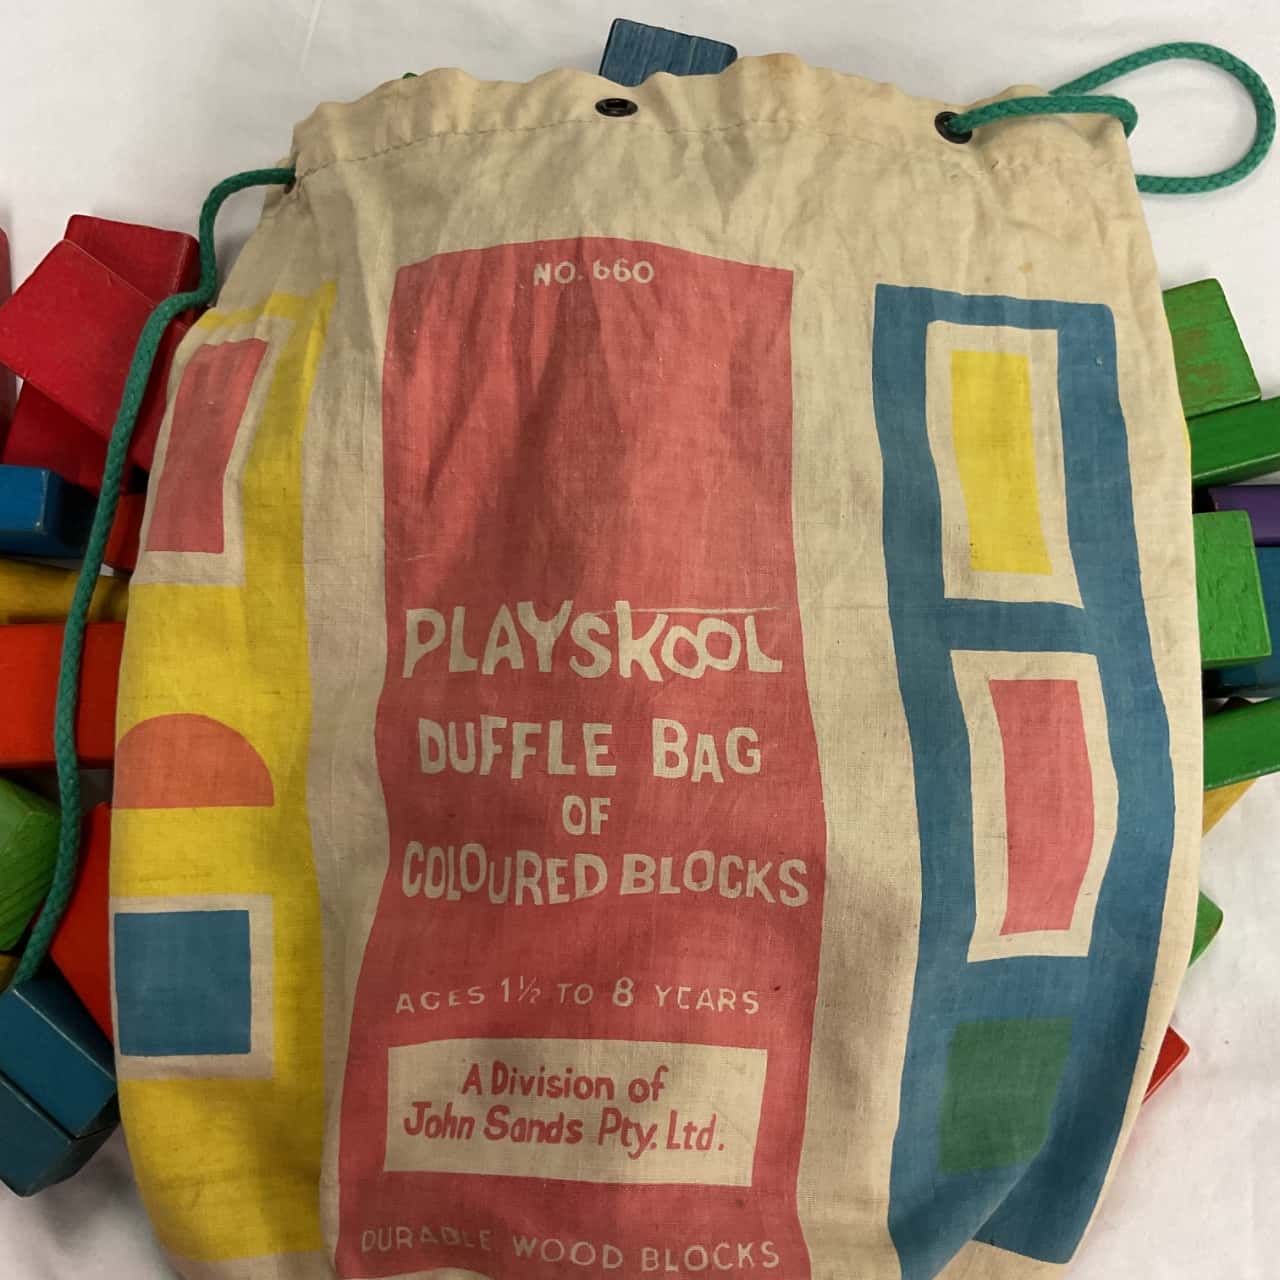 NO. 660
PLAYSKOOL
DUFFLE BAG
OF
COLOURED BLOCKS
AGES 1½ TO 8 YEARS
A Division of
John Sands Pty. Ltd.
DURABLE WOOD BLOCKS